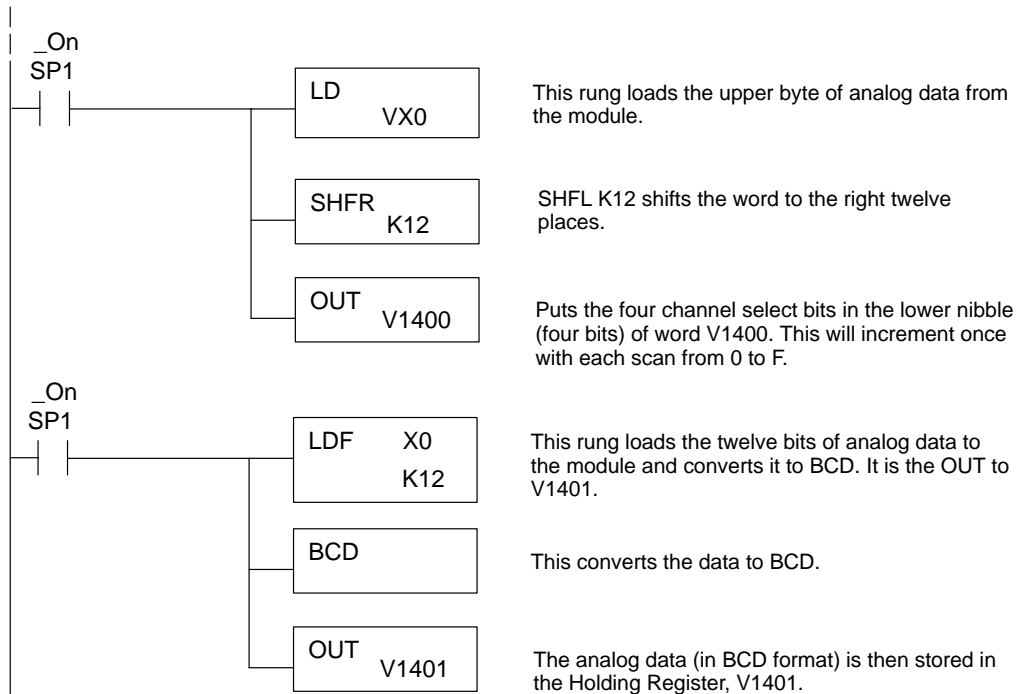 _On
SP1
LD
VX0
This rung loads the upper byte of analog data from
the module.
SHFR
K12
SHFL K12 shifts the word to the right twelve
places.
OUT
V1400
Puts the four channel select bits in the lower nibble
(four bits) of word V1400. This will increment once
with each scan from 0 to F.
_On
SP1
LDF X0
K12
This rung loads the twelve bits of analog data to
the module and converts it to BCD. It is the OUT to
V1401.
BCD
This converts the data to BCD.
OUT
V1401
The analog data (in BCD format) is then stored in
the Holding Register, V1401.